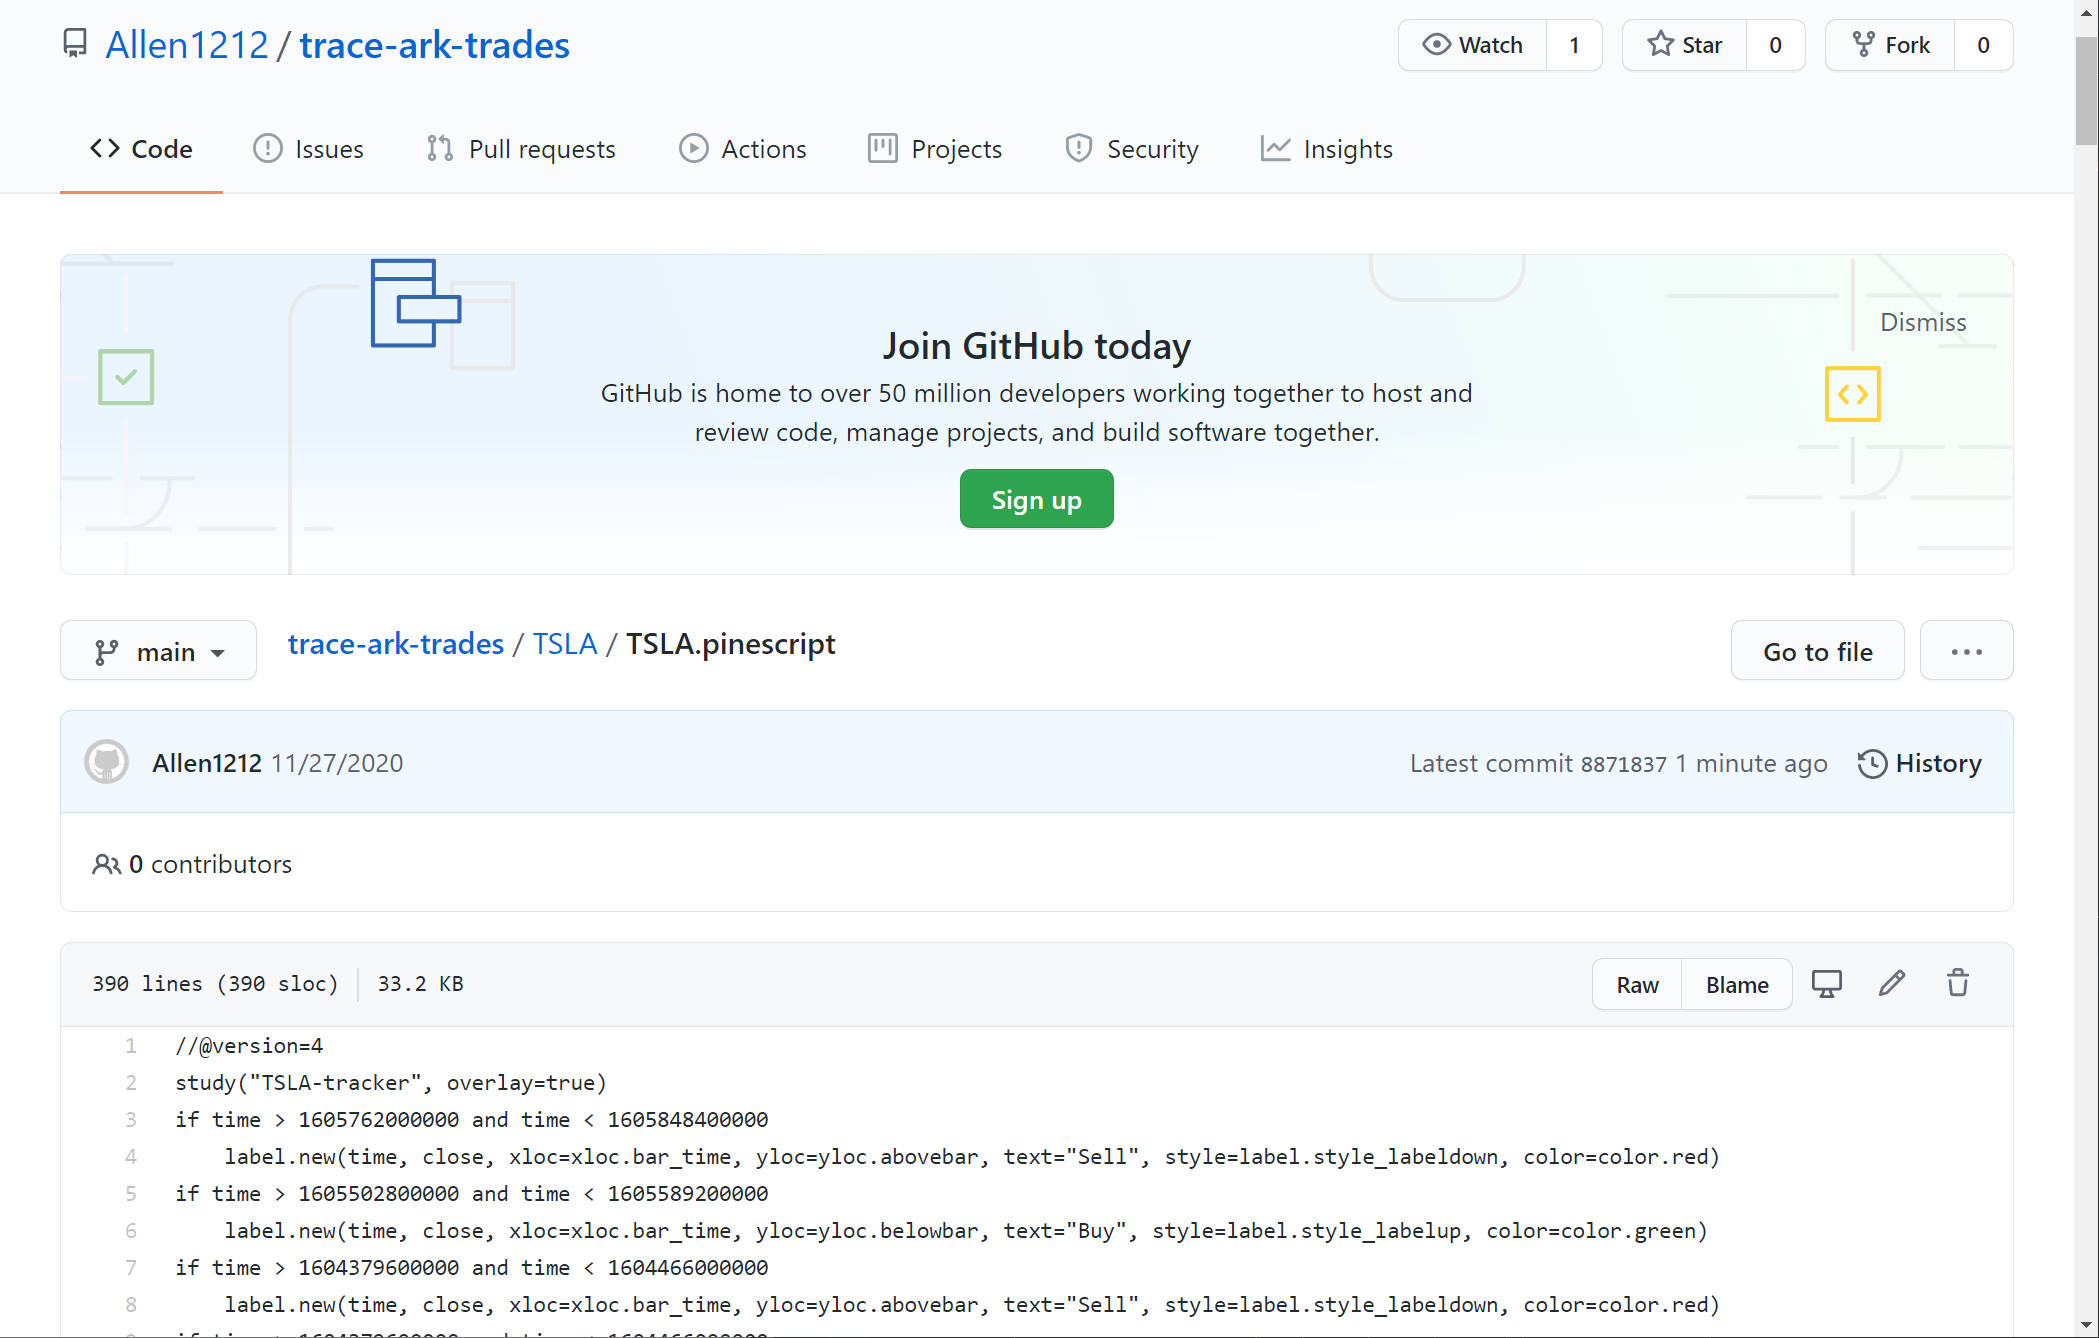 Allen1212 / trace-ark-trades
Watch 1 Star 0 Fork 0
Code Issues Pull requests Actions Projects Security Insights
Join GitHub today
Dismiss
GitHub is home to over 50 million developers working together to host and
review code, manage projects, and build software together.
Sign up
main trace-ark-trades / TSLA / TSLA.pinescript Go to file ...
Allen1212 11/27/2020 Latest commit 8871837 1 minute ago History
0 contributors
390 lines (390 sloc) 33.2 KB Raw Blame
1 //@version=4
2 study("TSLA-tracker", overlay=true)
3 if time > 1605762000000 and time < 1605848400000
4 label.new(time, close, xloc=xloc.bar_time, yloc=yloc.abovebar, text="Sell", style=label.style_labeldown, color=color.red)
5 if time > 1605502800000 and time < 1605589200000
6 label.new(time, close, xloc=xloc.bar_time, yloc=yloc.belowbar, text="Buy", style=label.style_labelup, color=color.green)
7 if time > 1604379600000 and time < 1604466000000
8 label.new(time, close, xloc=xloc.bar_time, yloc=yloc.abovebar, text="Sell", style=label.style_labeldown, color=color.red)